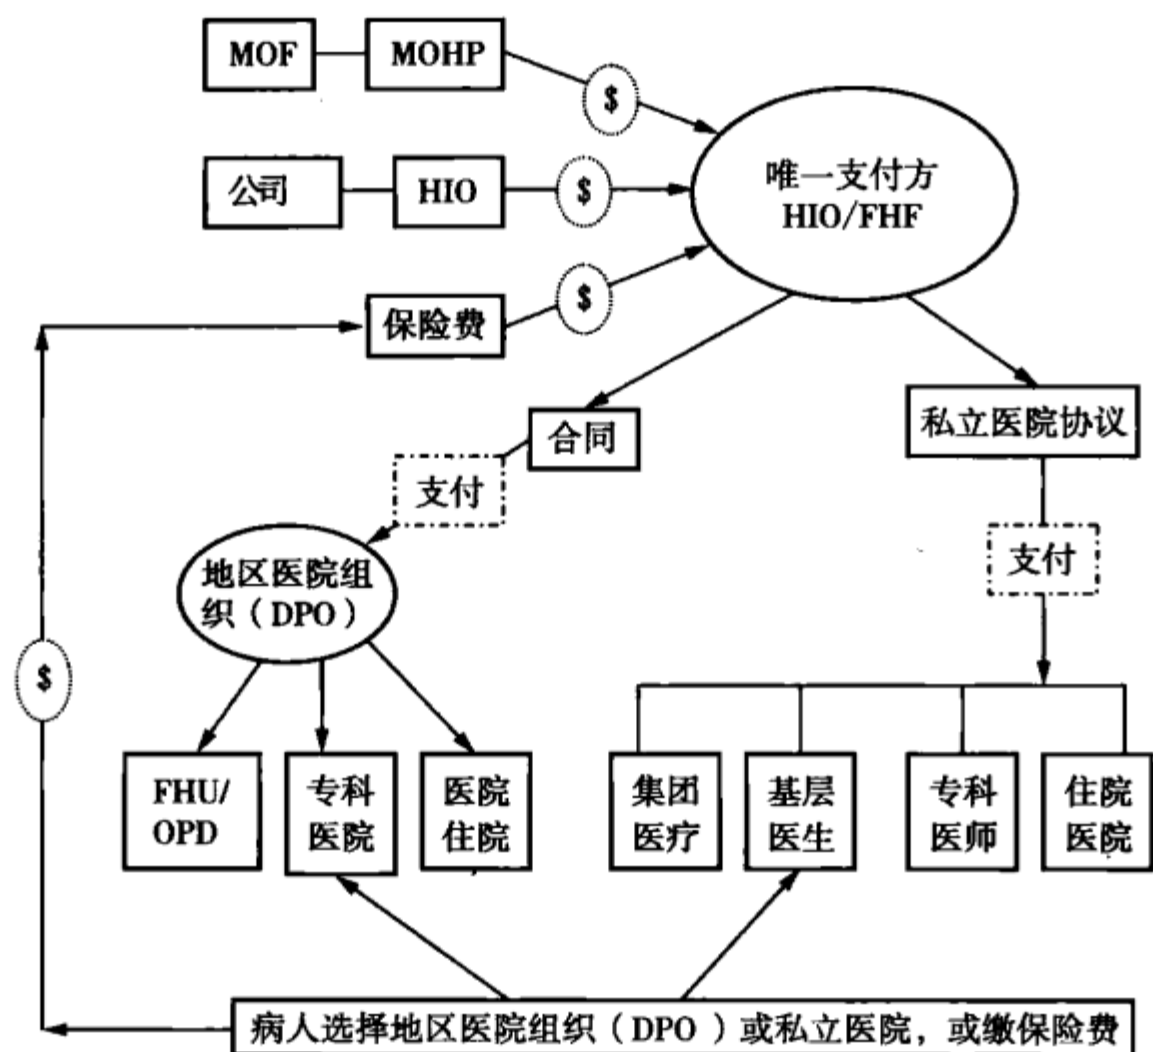 MOF
MOHP
$
公司
HIO
$
唯一支付方
HIO/FHF
保险费
$
合同
私立医院协议
支付
支付
地区医院组
织（DPO）
$
FHU/
OPD
专科
医院
医院
住院
集团
医疗
基层
医生
专科
医师
住院
医院
病人选择地区医院组织（DPO）或私立医院，或缴保险费